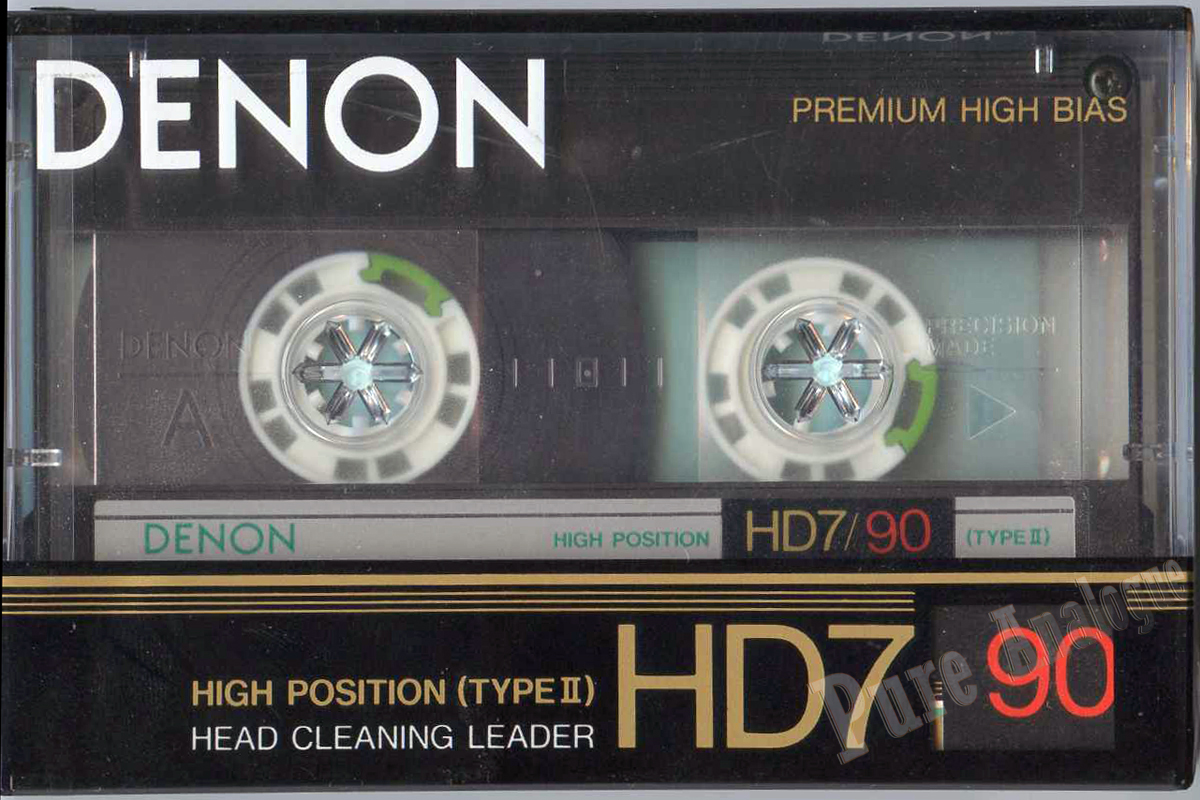 DENON
PREMIUM HIGH BIAS
DENON
PRECISION
MADE
A
DENON
HIGH POSITION
HD7/90
(TYPE II)
HIGH POSITION (TYPE II)
HEAD CLEANING LEADER
HD7
90
Pure Analogue